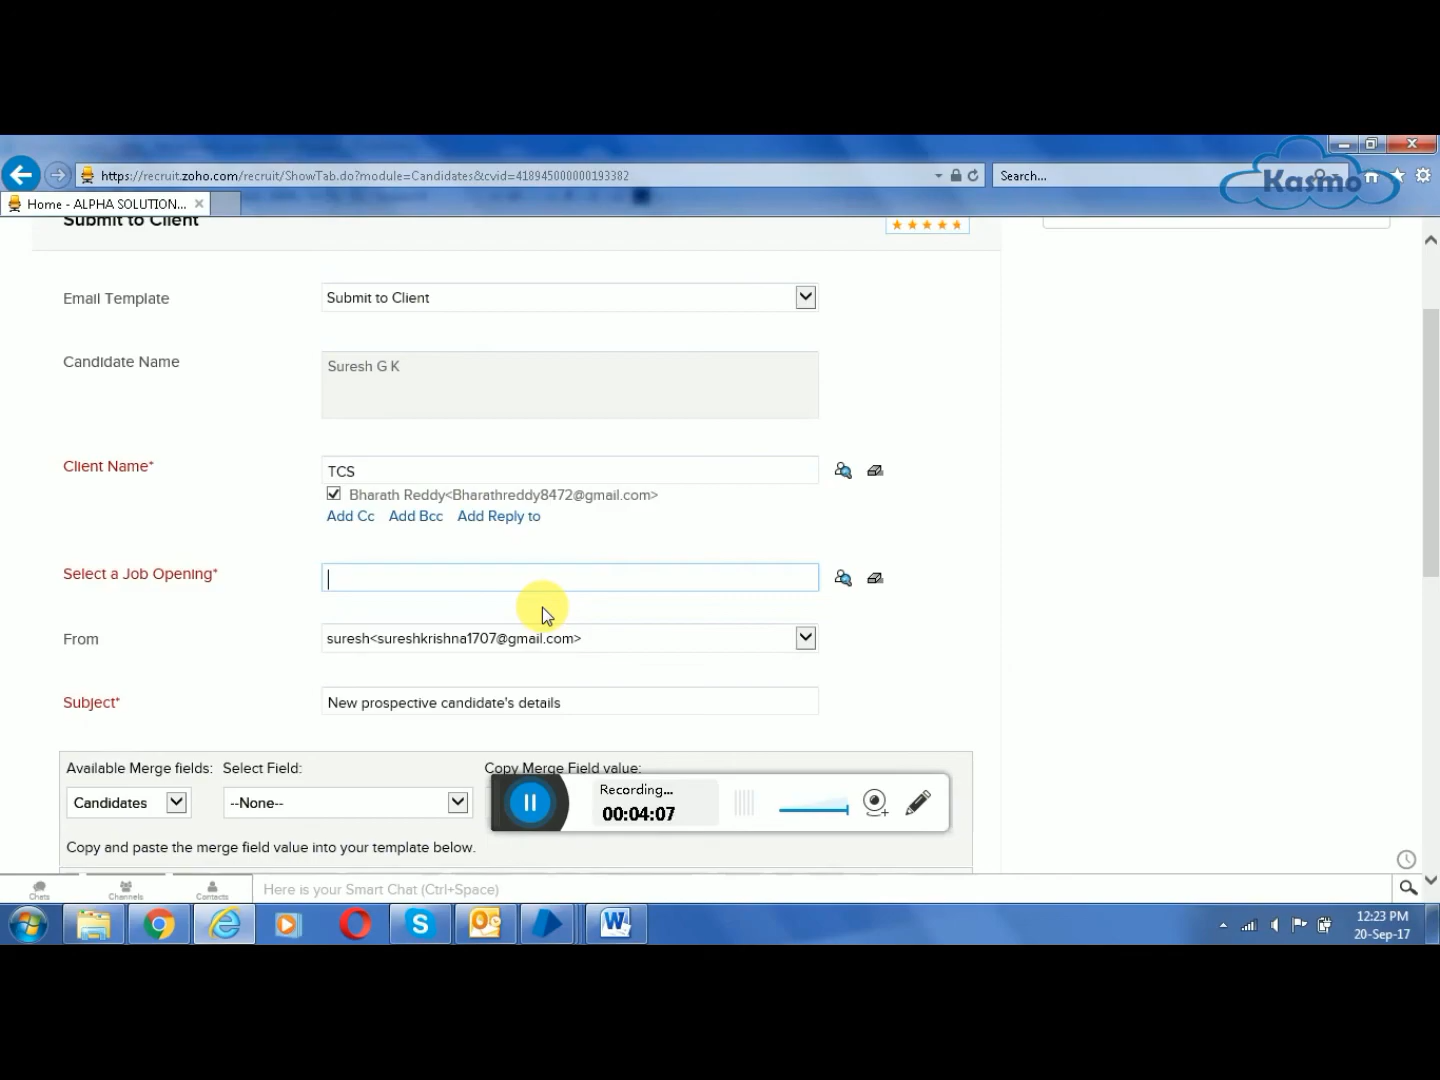 Kasmo
https://recruit.zoho.com/recruit/ShowTab.do?module=Candidates&cvid=418945000000193382
Search...
Home - ALPHA SOLUTION...
Submit to Client
Email Template
Submit to Client
Candidate Name
Suresh G K
Client Name*
TCS
Bharath Reddy<Bharathreddy8472@gmail.com>
Add Cc Add Bcc Add Reply to
Select a Job Opening*
From
suresh<sureshkrishna1707@gmail.com>
Subject*
New prospective candidate's details
Available Merge fields: Select Field: Copy Merge Field value:
Candidates --None--
Recording...
00:04:07
Copy and paste the merge field value into your template below.
Chats Channels Contacts Here is your Smart Chat (Ctrl+Space)
12:23 PM
20-Sep-17